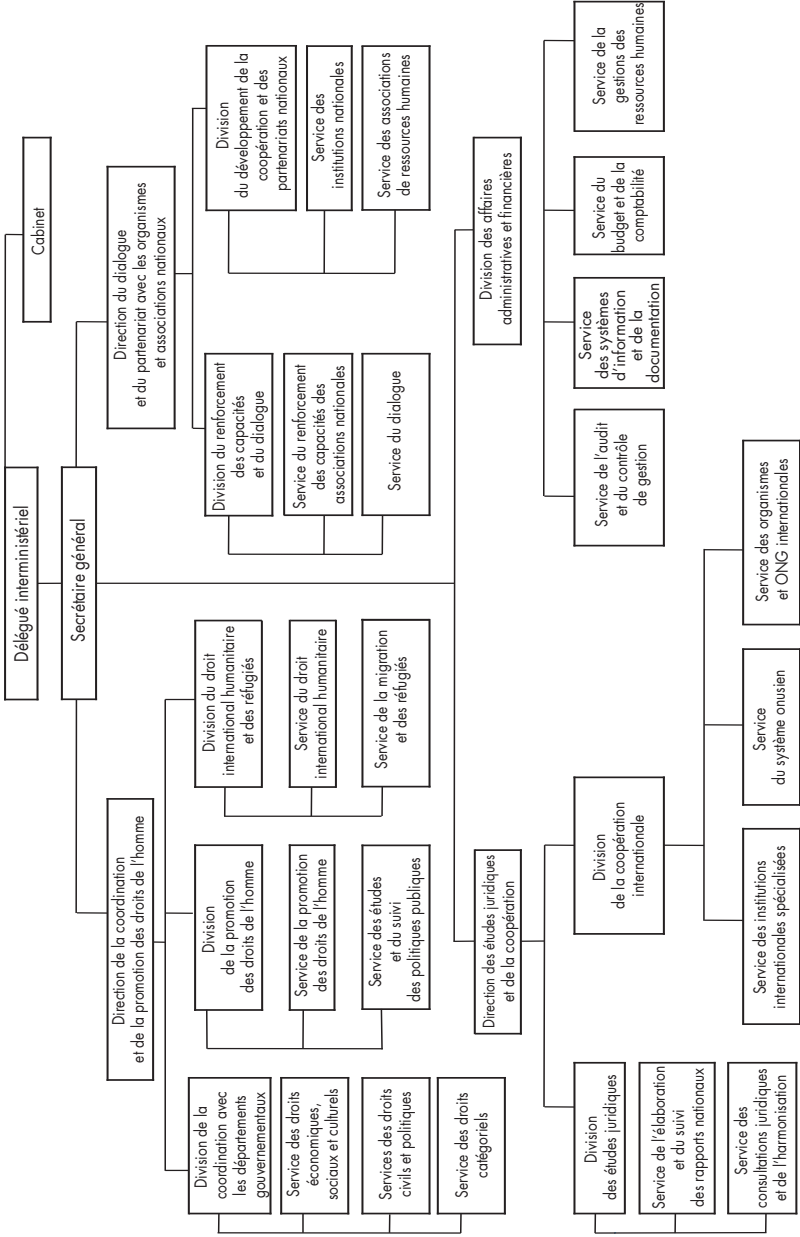 Délégué interministériel
Cabinet
Secrétaire général
Direction de la coordination
et de la promotion des droits de l'homme
Direction du dialogue
et du partenariat avec les organismes
et associations nationaux
Division de la
coordination avec
les départements
gouvernementaux
Service des droits
économiques,
sociaux et culturels
Services des droits
civils et politiques
Service des droits
catégoriels
Division
de la promotion
des droits de l'homme
Service de la promotion
des droits de l'homme
Service des études
et du suivi
des politiques publiques
Division du droit
international humanitaire
et des réfugiés
Service du droit
international humanitaire
Service de la migration
et des réfugiés
Division du renforcement
des capacités
et du dialogue
Service du renforcement
des capacités des
associations nationales
Service du dialogue
Division
du développement de la
coopération et des
partenariats nationaux
Service des
institutions nationales
Service des associations
de ressources humaines
Direction des études juridiques
et de la coopération
Division des affaires
administratives et financières
Division
des études juridiques
Service de l'élaboration
et du suivi
des rapports nationaux
Service des
consultations juridiques
et de l'harmonisation
Division
de la coopération
internationale
Service des institutions
internationales spécialisées
Service
du système onusien
Service des organismes
et ONG internationales
Service de l'audit
et du contrôle
de gestion
Service
des systèmes
d'information
et de la
documentation
Service du
budget et de la
comptabilité
Service de la
gestions des
ressources humaines